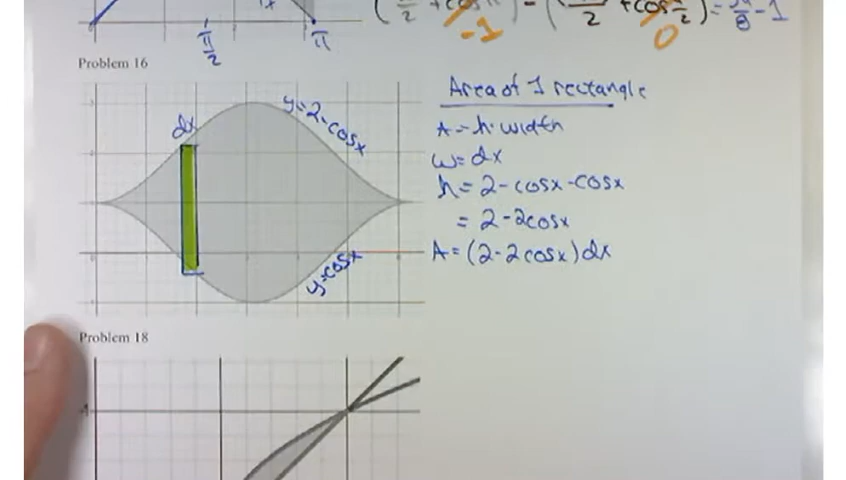 -π/2
π
-1
0
Problem 16
y=2-cosx
dx
y=cosx
Area of 1 rectangle
A=h·width
w=dx
h=2-cosx-cosx
=2-2cosx
A=(2-2cosx)dx
Problem 18